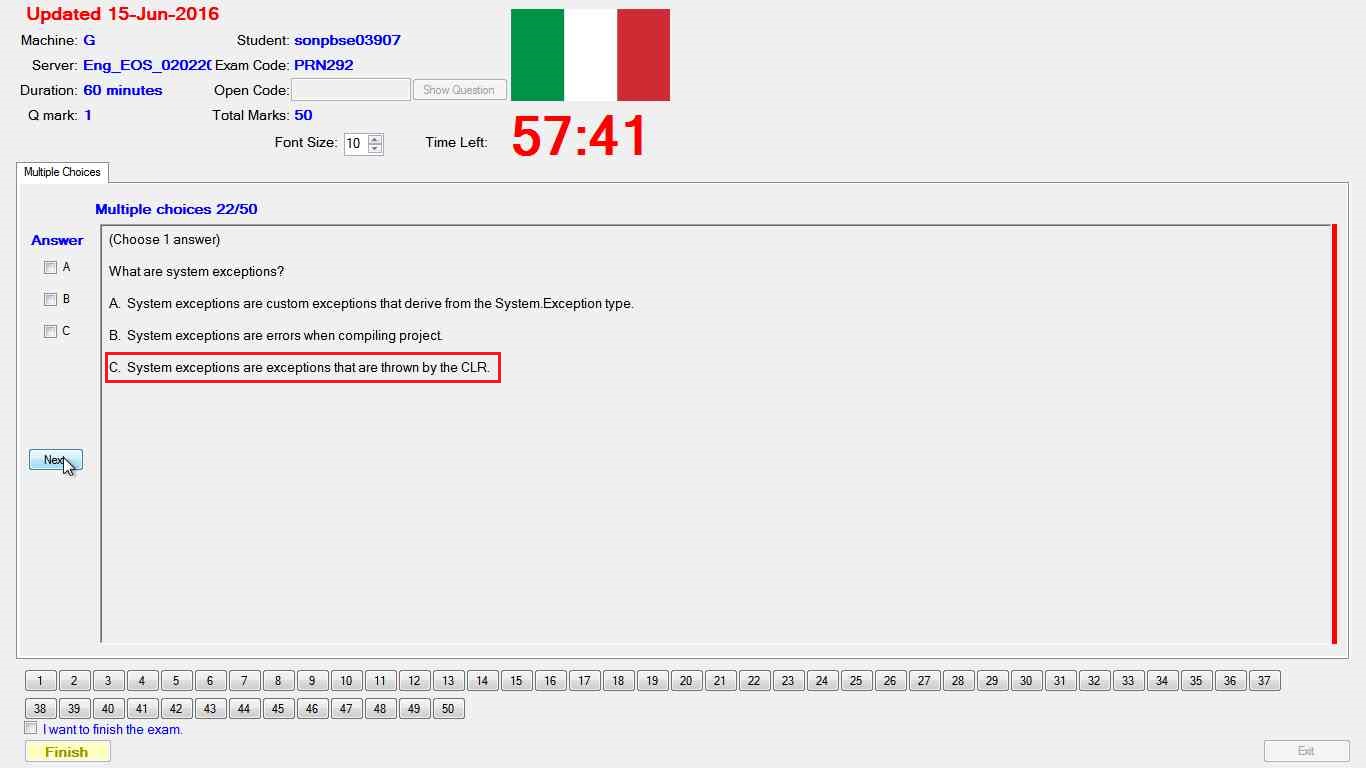 Updated 15-Jun-2016
Machine: G Student: sonpbse03907
Server: Eng_EOS_02022( Exam Code: PRN292
Duration: 60 minutes Open Code: Show Question
Q mark: 1 Total Marks: 50
Font Size: 10 Time Left: 57:41
Multiple Choices
Multiple choices 22/50
Answer
(Choose 1 answer)
A
What are system exceptions?
B
A. System exceptions are custom exceptions that derive from the System.Exception type.
C
B. System exceptions are errors when compiling project.
C. System exceptions are exceptions that are thrown by the CLR.
Next
1 2 3 4 5 6 7 8 9 10 11 12 13 14 15 16 17 18 19 20 21 22 23 24 25 26 27 28 29 30 31 32 33 34 35 36 37
38 39 40 41 42 43 44 45 46 47 48 49 50
I want to finish the exam.
Finish Exit